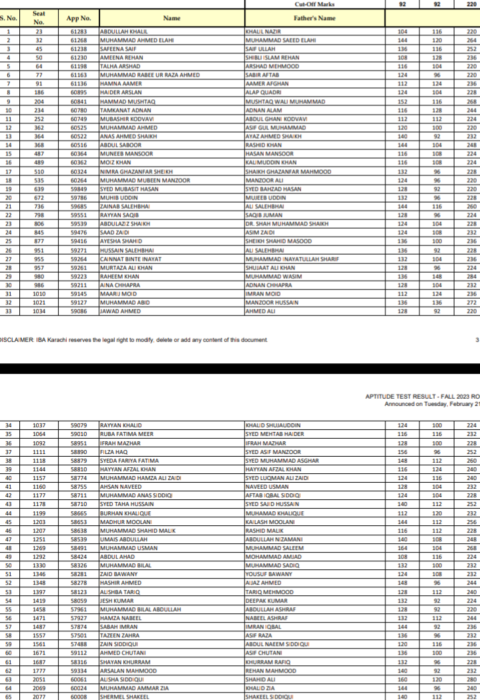 Cut-Off Marks 92 92 220
S. No. Seat No. App No. Name Father's Name
1 23 61283 ABDULLAH KHALIL KHALIL NAZIR 104 116 220
2 32 61268 MUHAMMAD AHMED ELAHI MUHAMMAD SAEED ELAHI 144 120 264
3 45 61238 SAFEENA SAIF SAIF ULLAH 136 116 252
4 50 61230 AMEENA REHAN SHIBLI ISLAM REHAN 108 128 236
5 64 61198 TALHA ARSHAD ARSHAD MEHMOOD 116 104 220
6 77 61163 MUHAMMAD RABEE UR RAZA AHMED SABIR AFTAB 124 96 220
7 91 61136 HAMNA AAMER AAMER AFGHAN 112 124 236
8 186 60895 HAIDER ARSLAN ALAP QUADRI 124 104 228
9 204 60841 HAMMAD MUSHTAQ MUSHTAQ WALI MUHAMMAD 152 116 268
10 234 60780 TAMKANAT ADNAN ADNAN ALAM 128 116 244
11 252 60749 MUBASHIR KODVAVI ABDUL GHANI KODVAVI 112 112 224
12 362 60525 MUHAMMAD AHMED ASIF GUL MUHAMMAD 120 100 220
13 364 60522 ANAS AHMED SHAIKH AYAZ AHMED SHAIKH 140 92 232
14 368 60516 ABDUL SABOOR RASHID KHAN 144 104 248
15 487 60364 MUNEEB MANSOOR HASAN MANSOOR 116 108 224
16 489 60362 MOIZ KHAN KALIMUDDIN KHAN 116 108 224
17 510 60324 NIMRA GHAZANFAR SHEIKH SHAIKH GHAZANFAR MAHMOOD 132 96 228
18 535 60264 MUHAMMAD MUBEEN MANZOOR MANZOOR ALI 124 96 220
19 639 59849 SYED MUBASIT HASAN SYED BAHZAD HASAN 128 92 220
20 672 59786 MUHIB UDDIN MUJEEB UDDIN 132 96 228
21 736 59685 ZAINAB SALEHBHAI ALI SALEHBHAI 144 116 260
22 798 59551 RAYYAN SAQIB SAQIB JUMAN 128 96 224
23 806 59539 ABDULAZIZ SHAIKH DR. SHAH MUHAMMAD SHAIKH 124 104 228
24 845 59476 SAAD ZAIDI ASIM ZAIDI 124 108 232
25 877 59416 AYESHA SHAHID SHEIKH SHAHID MASOOD 136 100 236
26 951 59271 HUSSAIN SALEHBHAI ALI SALEHBHAI 136 92 228
27 955 59264 CAINNAT BINTE INAYAT MUHAMMAD INAYATULLAH SHARIF 132 104 236
28 957 59261 MURTAZA ALI KHAN SHUJAAT ALI KHAN 128 96 224
29 980 59223 RAHEEM KHAN MUHAMMAD WASIM 136 148 284
30 986 59211 AINA CHHAPRA ADNAN CHHAPRA 124 108 232
31 1010 59145 MAARIJ MOID IMRAN MOID 112 124 236
32 1021 59127 MUHAMMAD ABID MANZOOR HUSSAIN 136 136 272
33 1034 59086 JAWAD AHMED AHMED ALI 128 92 220
ISCLAIMER: IBA Karachi reserves the legal right to modify, delete or add any content of this document 3
APTITUDE TEST RESULT - FALL 2023 RO
Announced on Tuesday, February 21
34 1037 59079 RAYYAN KHALID KHALID SHUJAUDDIN 124 100 224
35 1064 59010 RUBA FATIMA MEER SYED MEHTAB HAIDER 116 116 232
36 1092 58951 IFRAH MAZHAR IFRAH MAZHAR 128 100 228
37 1111 58890 FILZA HAQ SYED ASIF MANZOOR 156 96 252
38 1118 58879 SYEDA FARIYA FATIMA SYED MUHAMMAD ASGHAR 148 112 260
39 1144 58810 HAYYAN AFZAL KHAN HAYYAN AFZAL KHAN 116 124 240
40 1157 58774 MUHAMMAD HAMZA ALI ZAIDI SYED LUQMAN ALI ZAIDI 124 116 240
41 1160 58755 AHSAN NAVEED NAVEED USMAN 128 104 232
42 1177 58711 MUHAMMAD ANAS SIDDIQI AFTAB IQBAL SIDDIQI 124 104 228
43 1178 58710 SYED TAHA HUSSAIN SYED SAJID HUSSAIN 140 112 252
44 1199 58665 BURHAN KHALIQUE MUHAMAD KHALIQUE 112 120 232
45 1203 58653 MADHUR MOOLANI KAILASH MOOLANI 144 112 256
46 1207 58638 MUHAMMAD SHAHID MALIK RASHID MALIK 116 112 228
47 1251 58539 UMAIS ABDULLAH ABDULLAH NIZAMANI 140 108 248
48 1269 58491 MUHAMMAD USMAN MUHAMMAD SALEEM 164 104 268
49 1292 58424 ABDUL AHAD MOHAMMAD AMJAD 108 116 224
50 1330 58326 MUHAMMAD BILAL MUHAMMAD SADIQ 132 100 232
51 1346 58281 ZAID BAWANY YOUSUF BAWANY 124 108 232
52 1348 58278 HASHIR AHMED AIJAZ AHMED 148 96 244
53 1397 58123 ALISHBA TARIQ TARIQ MEHMOOD 128 112 240
54 1419 58059 JESH KUMAR DEEPAK KUMAR 132 92 224
55 1458 57961 MUHAMMAD BILAL ABDULLAH ABDULLAH ASHRAF 128 92 220
56 1471 57927 HAMZA NABEEL NABEEL ASHRAF 132 112 244
57 1487 57874 SABAH IMRAN IMRAN IQBAL 144 92 236
58 1557 57501 TAZEEN ZAHRA ASIF RAZA 136 96 232
59 1561 57488 ZAIN SIDDIQUI ABDUL NAEEM SIDDIQUI 120 116 236
60 1671 59112 AHMED CHUTANI ASIF CHUTANI 136 100 236
61 1687 58316 SHAYAN KHURRAM KHURRAM RAFIQ 132 96 228
62 1777 59334 ARSALAN MAHMOOD REHAN MAHMOOD 140 92 232
63 2051 60061 ALISHA SIDDIQUI SHAHID ALI 160 120 280
64 2069 60024 MUHAMMAD AMMAR ZIA KHALID ZIA 144 96 240
65 2077 60008 SHERMEL SHAKEEL SHAKEEL SIDDIQUI 140 112 252